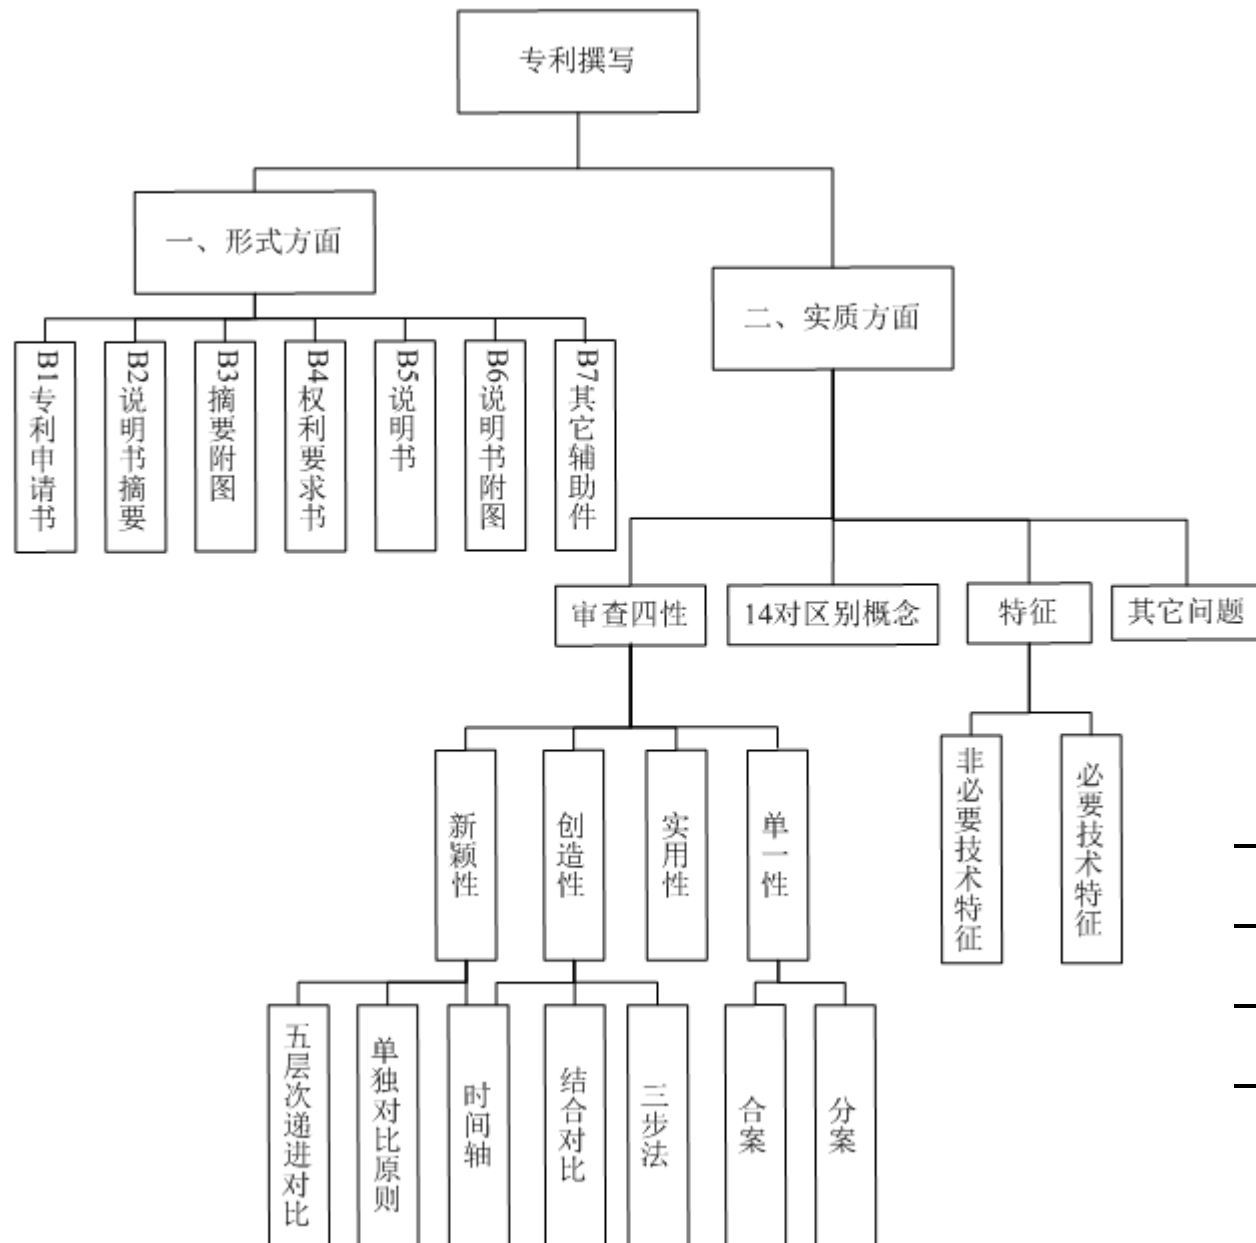 专利撰写
一、形式方面
二、实质方面
B1专利申请书
B2说明书摘要
B3摘要附图
B4权利要求书
B5说明书
B6说明书附图
B7其它辅助件
审查四性
14对区别概念
特征
其它问题
新颖性
创造性
实用性
单一性
非必要技术特征
必要技术特征
五层次递进对比
单独对比原则
时间轴
结合对比
三步法
合案
分案